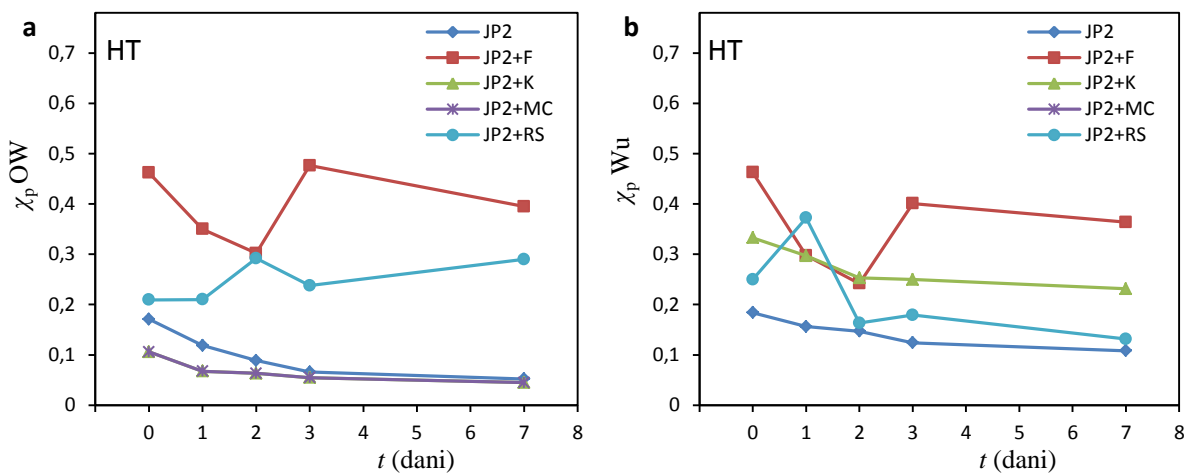 a
HT
JP2
JP2+F
JP2+K
JP2+MC
JP2+RS
χp OW
0,7
0,6
0,5
0,4
0,3
0,2
0,1
0
0 1 2 3 4 5 6 7 8
t (dani)
b
HT
JP2
JP2+F
JP2+K
JP2+MC
JP2+RS
χp Wu
0,7
0,6
0,5
0,4
0,3
0,2
0,1
0
0 1 2 3 4 5 6 7 8
t (dani)